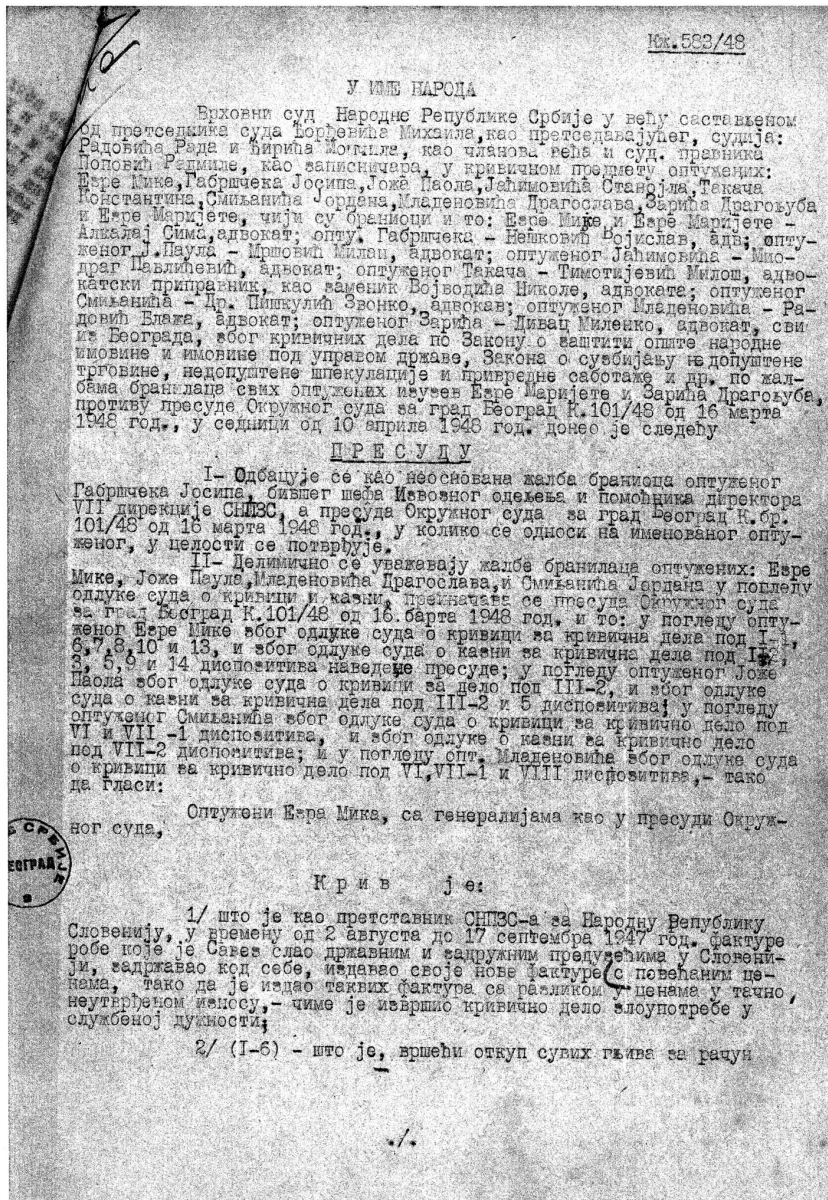 Кж.583/48
У ИМЕ НАРОДА
Врховни суд Народне Републике Србије у већу састављеном
од претседника суда Ђорђевића Михаила,као претседавајућег, судија:
Радовића Рада и Ћирића Момчила, као чланова већа и суд. правника
Поповић Радмиле, као записничара, у кривичном предмету оптужених:
Евре Мике,Габршчека Јосипа,Јожа Паола,Јаћимовића Станојла,Такача
Константина,Смиљанића Јордана,Младеновића Драгослава,Зарића Драгољуба
и Евре Маријете, чији су браниоци и то: Евре Мике и Евре Маријете -
Алкалај Сима,адвокат; опту. Габршчека - Нешковић Војислав, адв; опту-
женог Ј.Паула - Мршовић Милан, адвокат; оптуженог Јаћимовића - Мио-
драг Павлићевић, адвокат; оптуженог Такача - Тимотијевић Милош, адво-
катски приправник, као заменик Војводића Николе, адвоката; оптуженог
Смиљанића - Др. Пишкулић Звонко, адвокав; оптуженог Младеновића - Ра-
довић Блажа, адвокат; оптуженог Зарића - Дивац Миленко, адвокат, сви
из Београда, због кривичних дела по Закону о заштити опште народне
имовине и имовине под управом државе, Закона о сузбијању недопуштене
трговине, недопуштене шпекулације и привредне саботаже и др. по жал-
бама бранилаца свих оптужених изузев Евре Маријете и Зарића Драгољуба,
противу пресуде Окружног суда за град Београд К.101/48 од 16 марта
1948 год., у седници од 10 априла 1948 год. донео је следећу
ПРЕСУДУ
I- Одбацује се као неоснована жалба браниоца оптуженог
Габршчека Јосипа, бившег шефа Извозног одељења и помоћника директора
VII дирекције СНПЗС, а пресуда Окружног суда за град Београд К.бр.
101/48 од 16 марта 1948 год., у колико се односи на именованог опту-
женог, у целости се потврђује.
II- Делимично се уважавају жалбе бранилаца оптужених: Евре
Мике, Јоже Паула,Младеновића Драгослава,и Смиљанића Јордана у погледу
одлуке суда о кривици и казни, преиначава се пресуда Окружног суда
за град Београд К.101/48 од 16.барта 1948 год. и то: у погледу опту-
женог Евре Мике због одлуке суда о кривици за кривична дела под I-1,
6,7,8,10 и 13, и због одлуке суда о казни за кривична дела под I-2,
3, 5,9 и 14 диспозитива наведене пресуде; у погледу оптуженог Јоже
Паола због одлуке суда о кривици за дело под III-2, и због одлуке
суда о казни за кривична дела под III-2 и 5 диспозитива; у погледу
оптуженог Смиљанића због одлуке суда о кривици за кривично дело под
VI и VII -1 диспозитива, и због одлуке о казни за кривично дело
под VII-2 диспозитива; и у погледу опт. Младеновића због одлуке суда
о кривици за кривично дело под VI,VII-1 и VIII диспозитива,- тако
да гласи:
Оптужени Евра Мика, са генералијама као у пресуди Окруж-
ног суда,
СРБИЈЕ
БЕОГРАД
Крив је:
1/ што је као претставник СНПЗС-а за Народну Републику
Словенију, у времену од 2 августа до 17 септембра 1947 год. фактуре
робе које је Савез слао државним и задружним предузећима у Словени-
ји, задржавао код себе, издавао своје нове фактуре с повећаним це-
нама, тако да је издао таквих фактура са разликом у ценама у тачно,
неутврђеном износу,- чиме је извршио кривично дело злоупотребе у
службеној дужности;
2/ (I-6) - што је, вршећи откуп сувих гљива за рачун
./.